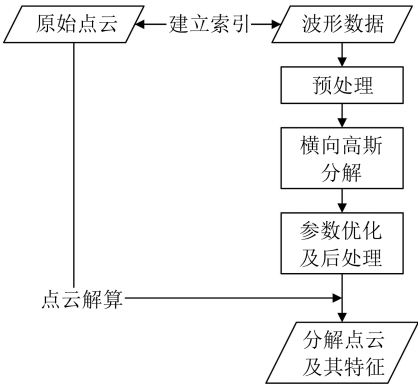 原始点云
建立索引
波形数据
预处理
横向高斯
分解
参数优化
及后处理
点云解算
分解点云
及其特征